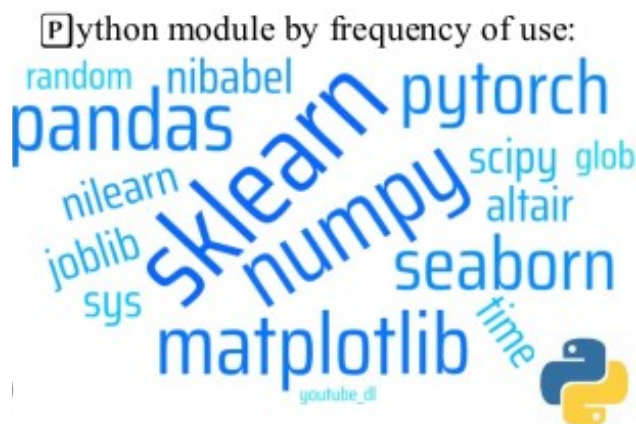 Python module by frequency of use:
random nibabel pytorch
pandas
sklearn
scipy glob
nilearn
numpy
altair
joblib
seaborn
sys
time
matplotlib
youtube_dl